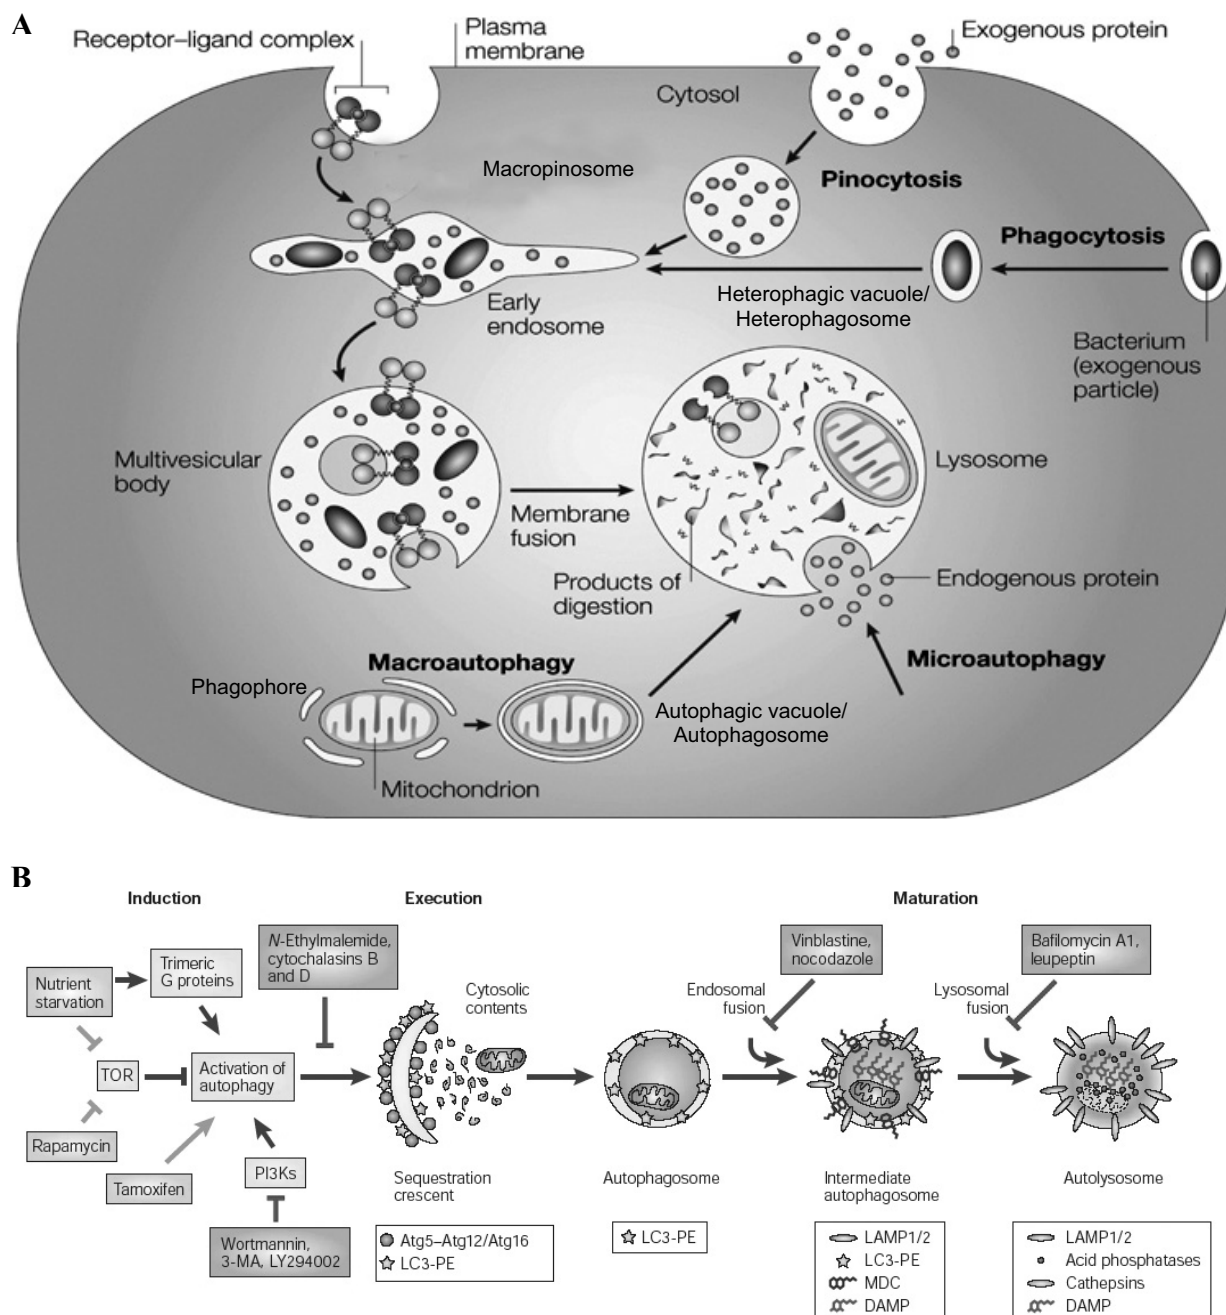 A
Receptor–ligand complex
Plasma
membrane
Exogenous protein
Cytosol
Macropinosome
Pinocytosis
Phagocytosis
Early
endosome
Heterophagic vacuole/
Heterophagosome
Bacterium
(exogenous
particle)
Multivesicular
body
Membrane
fusion
Lysosome
Products of
digestion
Endogenous protein
Macroautophagy
Microautophagy
Phagophore
Autophagic vacuole/
Autophagosome
Mitochondrion
B
Induction
Execution
Maturation
Nutrient
starvation
Trimeric
G proteins
N-Ethylmalemide,
cytochalasins B
and D
TOR
Activation of
autophagy
Rapamycin
Tamoxifen
PI3Ks
Wortmannin,
3-MA, LY294002
Cytosolic
contents
Sequestration
crescent
Atg5–Atg12/Atg16
LC3-PE
Autophagosome
LC3-PE
Vinblastine,
nocodazole
Endosomal
fusion
Intermediate
autophagosome
LAMP1/2
LC3-PE
MDC
DAMP
Bafilomycin A1,
leupeptin
Lysosomal
fusion
Autolysosome
LAMP1/2
Acid phosphatases
Cathepsins
DAMP